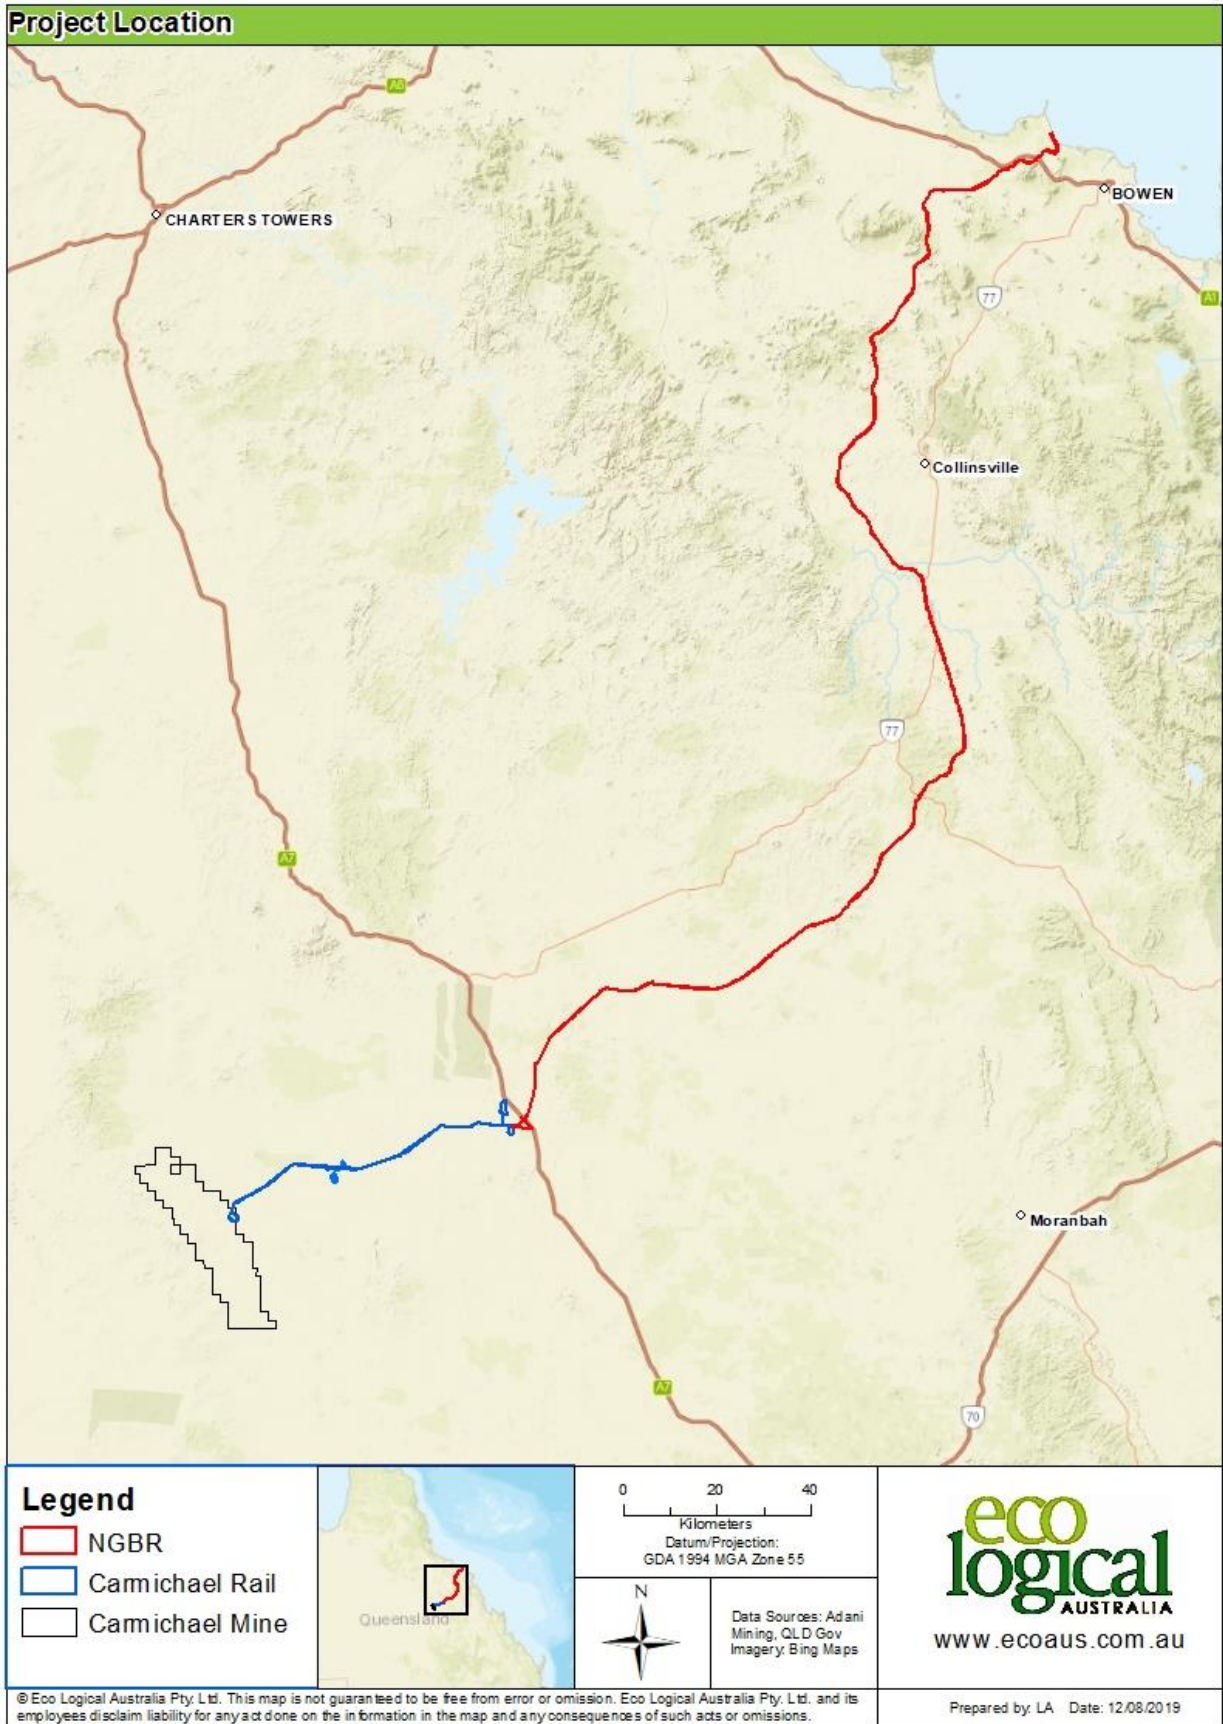 Project Location
A6
BOWEN
CHARTERS TOWERS
77
A1
Collinsville
77
A7
Moranbah
A7
70
Legend
NGBR
Carmichael Rail
Carmichael Mine
Queensland
0 20 40
Kilometers
Datum/Projection:
GDA 1994 MGA Zone 55
N
Data Sources: Adani
Mining, QLD Gov
Imagery: Bing Maps
eco
logical
AUSTRALIA
www.ecoaus.com.au
© Eco Logical Australia Pty. Ltd. This map is not guaranteed to be free from error or omission. Eco Logical Australia Pty. Ltd. and its
employees disclaim liability for any act done on the information in the map and any consequences of such acts or omissions.
Prepared by: LA Date: 12/08/2019